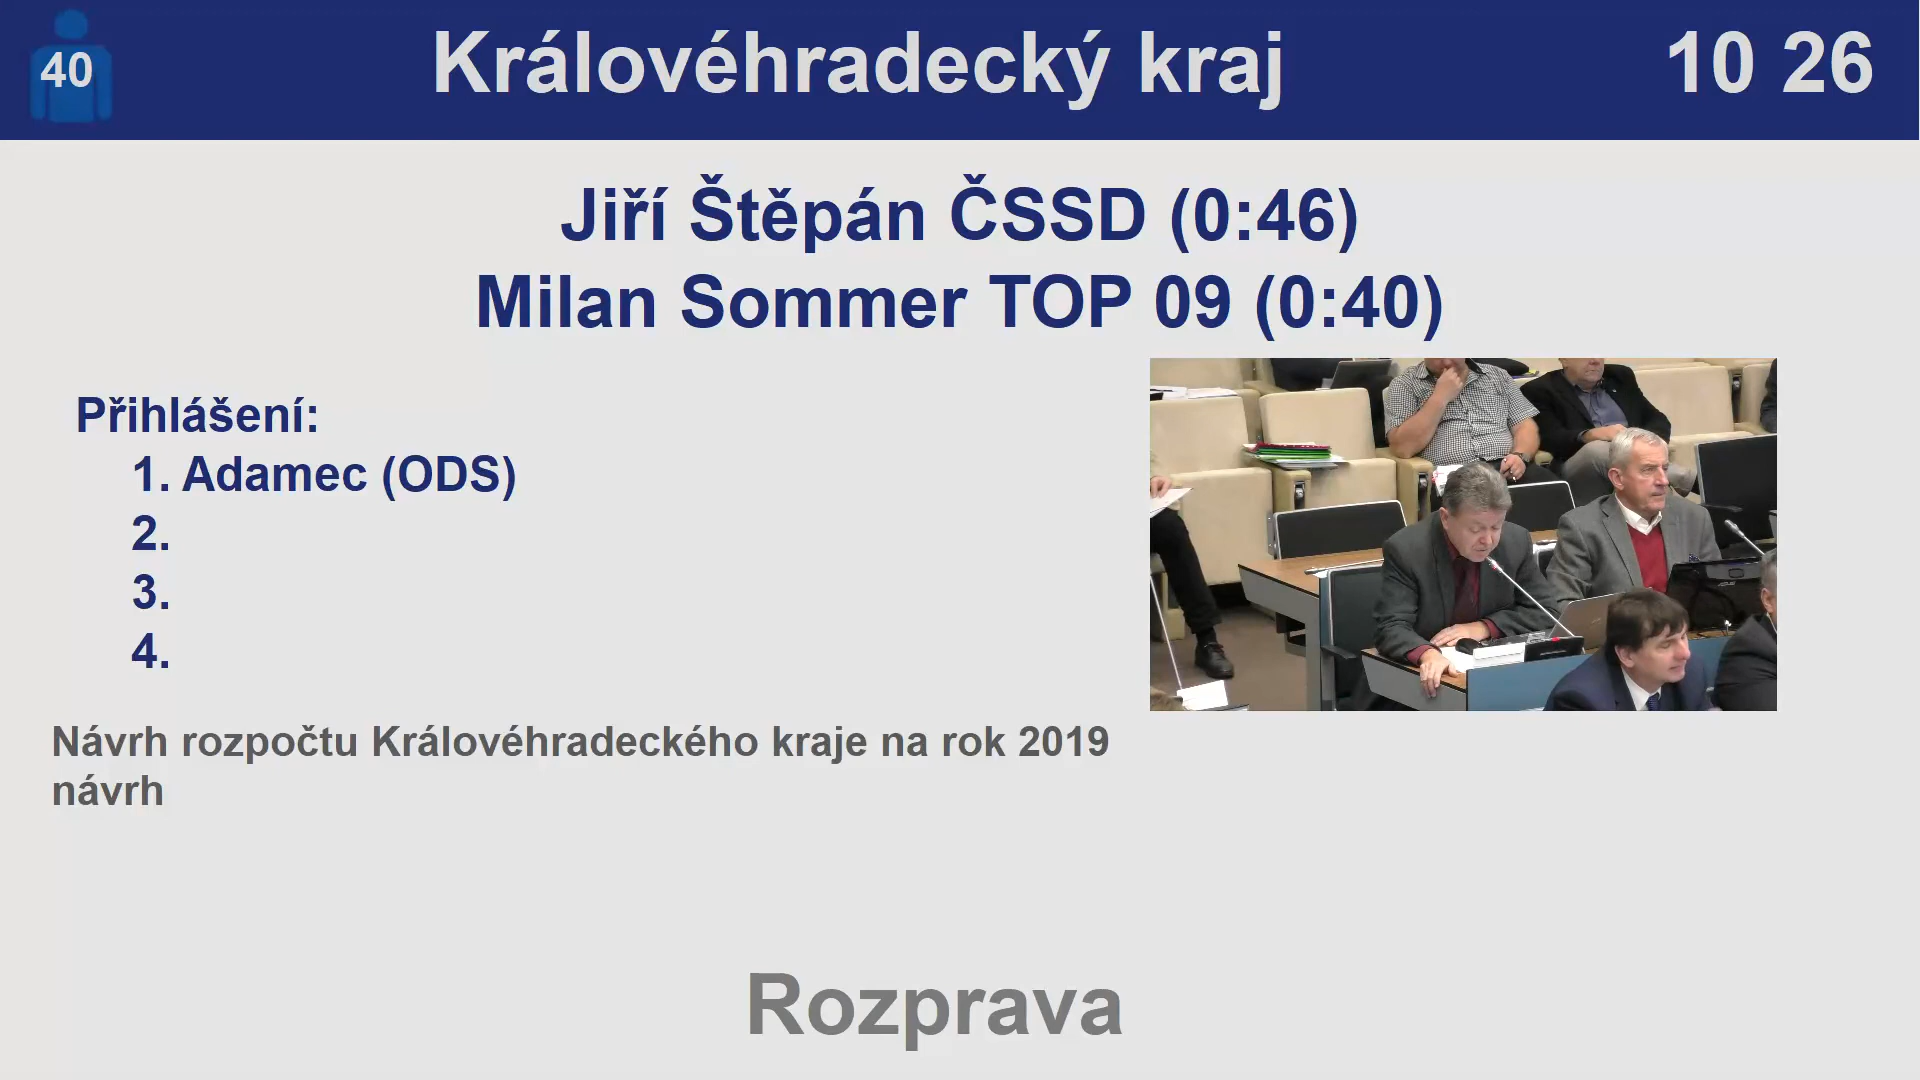 40
Královéhradecký kraj
10 26
Jiří Štěpán ČSSD (0:46)
Milan Sommer TOP 09 (0:40)
Přihlášení:
1. Adamec (ODS)
2.
3.
4.
Návrh rozpočtu Královéhradeckého kraje na rok 2019
návrh
Rozprava